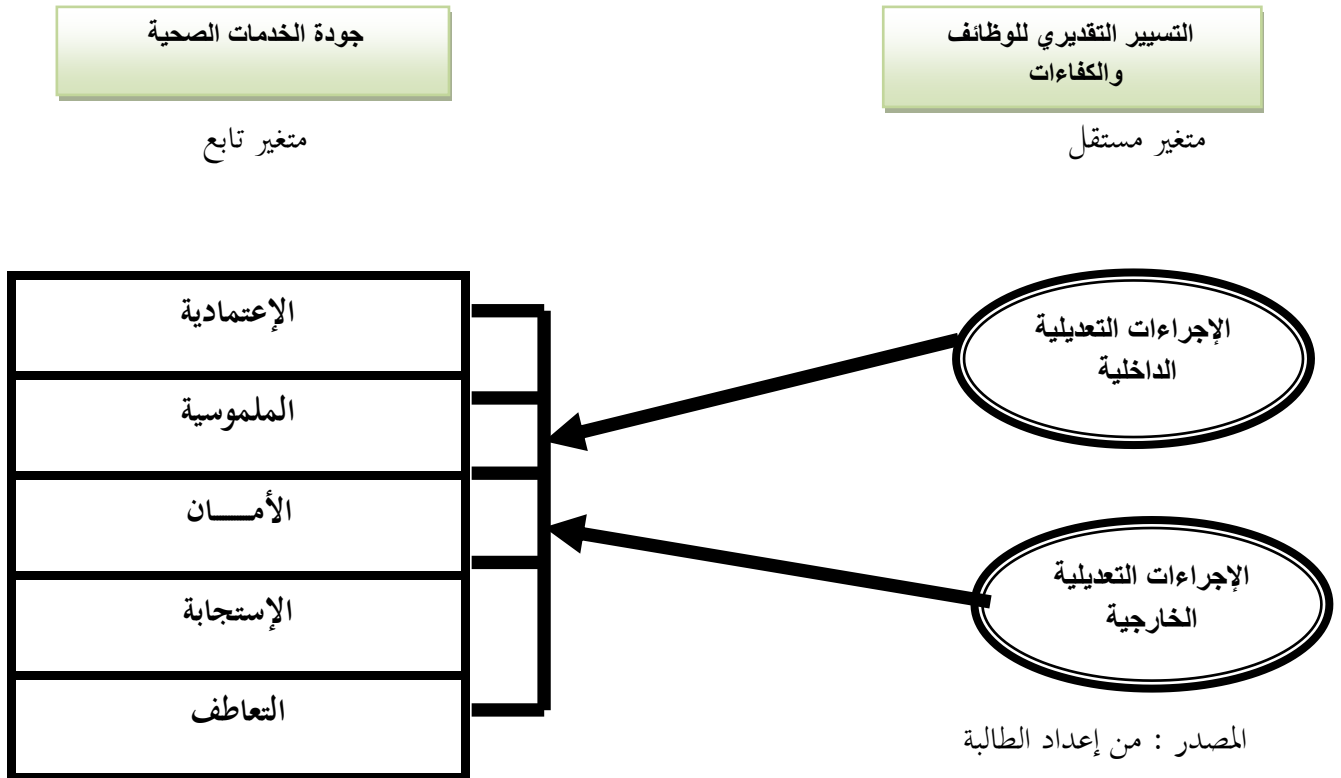 التسيير التقديري للوظائف
والكفاءات
جودة الخدمات الصحية
متغير مستقل
متغير تابع
الإجراءات التعديلية
الداخلية
الإجراءات التعديلية
الخارجية
الإعتمادية
الملموسية
الأمــــان
الإستجابة
التعاطف
المصدر : من إعداد الطالبة